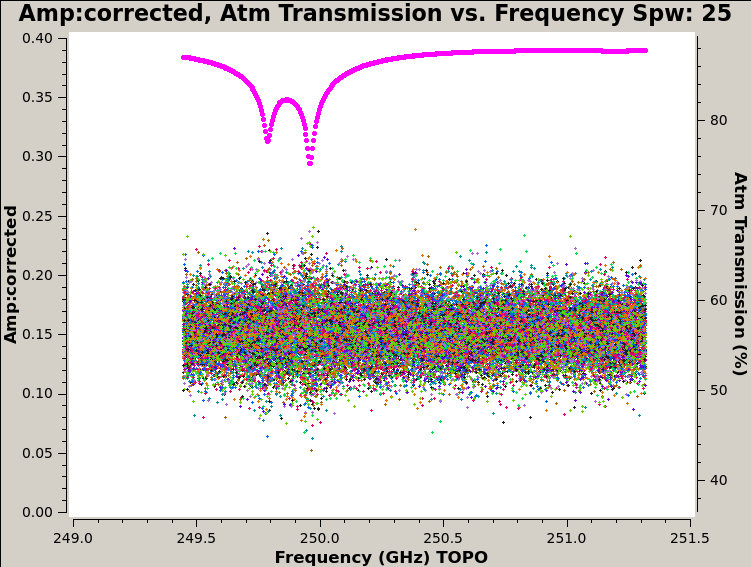 Amp:corrected, Atm Transmission vs. Frequency Spw: 25
0.40
0.35
0.30
0.25
0.20
0.15
0.10
0.05
0.00
Amp:corrected
80
70
60
50
40
Atm Transmission (%)
249.0 249.5 250.0 250.5 251.0 251.5
Frequency (GHz) TOPO